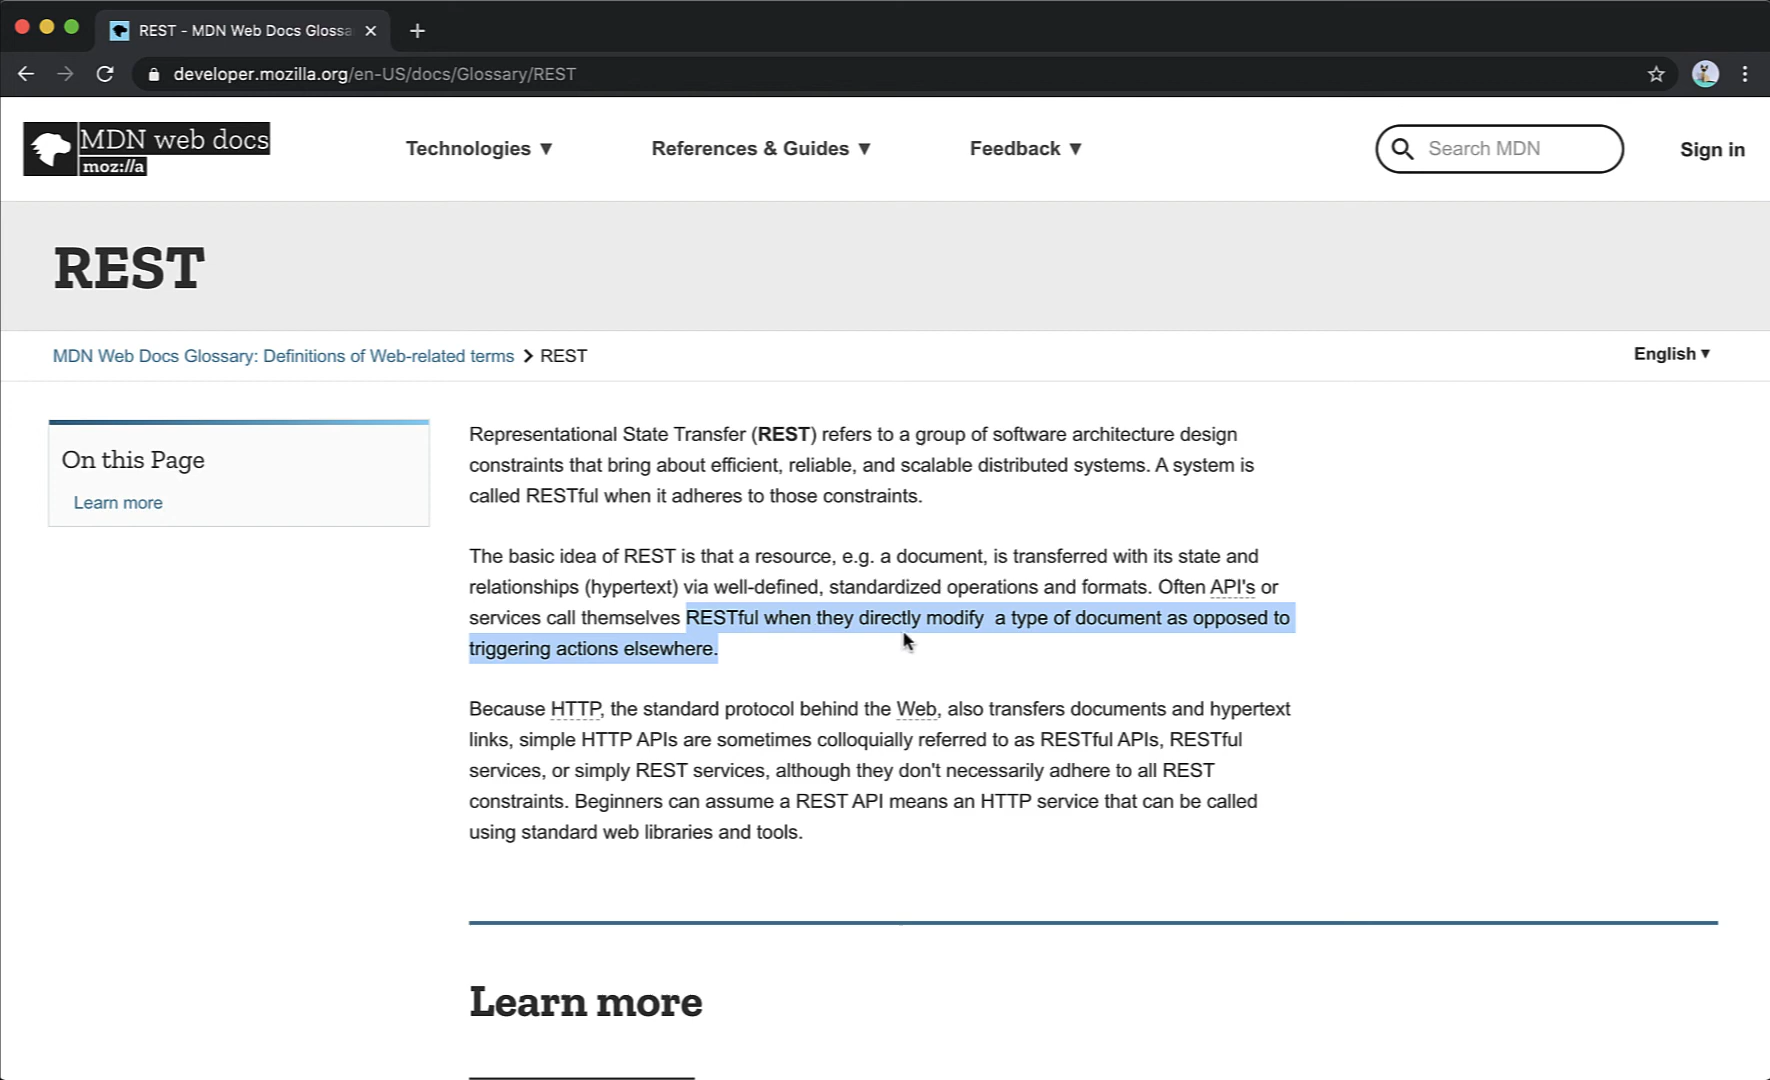 REST - MDN Web Docs Glossa
developer.mozilla.org/en-US/docs/Glossary/REST
MDN web docs
moz://a
Technologies ▼
References & Guides ▼
Feedback ▼
Search MDN
Sign in
REST
MDN Web Docs Glossary: Definitions of Web-related terms > REST
English ▼
On this Page
Learn more
Representational State Transfer (REST) refers to a group of software architecture design
constraints that bring about efficient, reliable, and scalable distributed systems. A system is
called RESTful when it adheres to those constraints.
The basic idea of REST is that a resource, e.g. a document, is transferred with its state and
relationships (hypertext) via well-defined, standardized operations and formats. Often API's or
services call themselves RESTful when they directly modify  a type of document as opposed to
triggering actions elsewhere.
Because HTTP, the standard protocol behind the Web, also transfers documents and hypertext
links, simple HTTP APIs are sometimes colloquially referred to as RESTful APIs, RESTful
services, or simply REST services, although they don't necessarily adhere to all REST
constraints. Beginners can assume a REST API means an HTTP service that can be called
using standard web libraries and tools.
Learn more